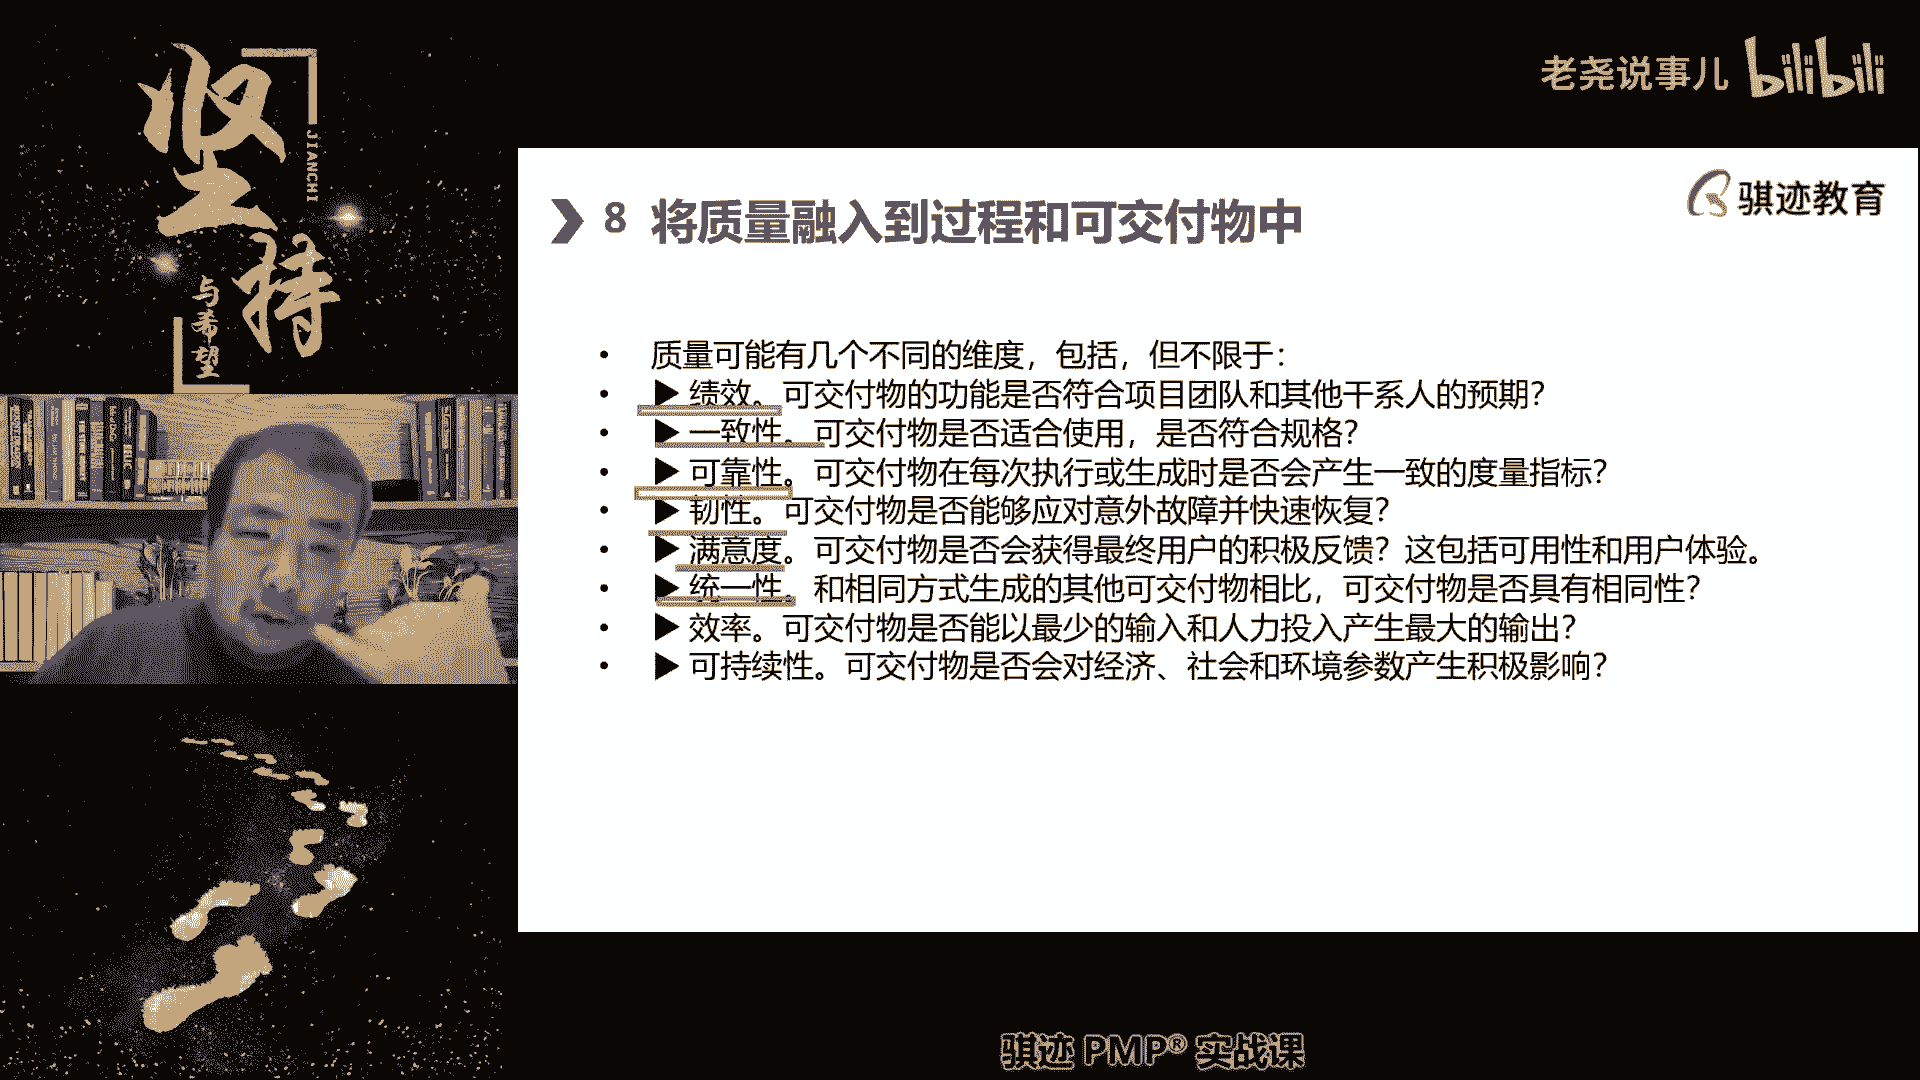 坚持
JIANCHI
与希望
老尧说事儿 bilibili
骐迹教育
8 将质量融入到过程和可交付物中
• 质量可能有几个不同的维度，包括，但不限于：
• ▶ 绩效。可交付物的功能是否符合项目团队和其他干系人的预期？
• ▶ 一致性。可交付物是否适合使用，是否符合规格？
• ▶ 可靠性。可交付物在每次执行或生成时是否会产生一致的度量指标？
• ▶ 韧性。可交付物是否能够应对意外故障并快速恢复？
• ▶ 满意度。可交付物是否会获得最终用户的积极反馈？这包括可用性和用户体验。
• ▶ 统一性。和相同方式生成的其他可交付物相比，可交付物是否具有相同性？
• ▶ 效率。可交付物是否能以最少的输入和人力投入产生最大的输出？
• ▶ 可持续性。可交付物是否会对经济、社会和环境参数产生积极影响？
骐迹 PMP® 实战课